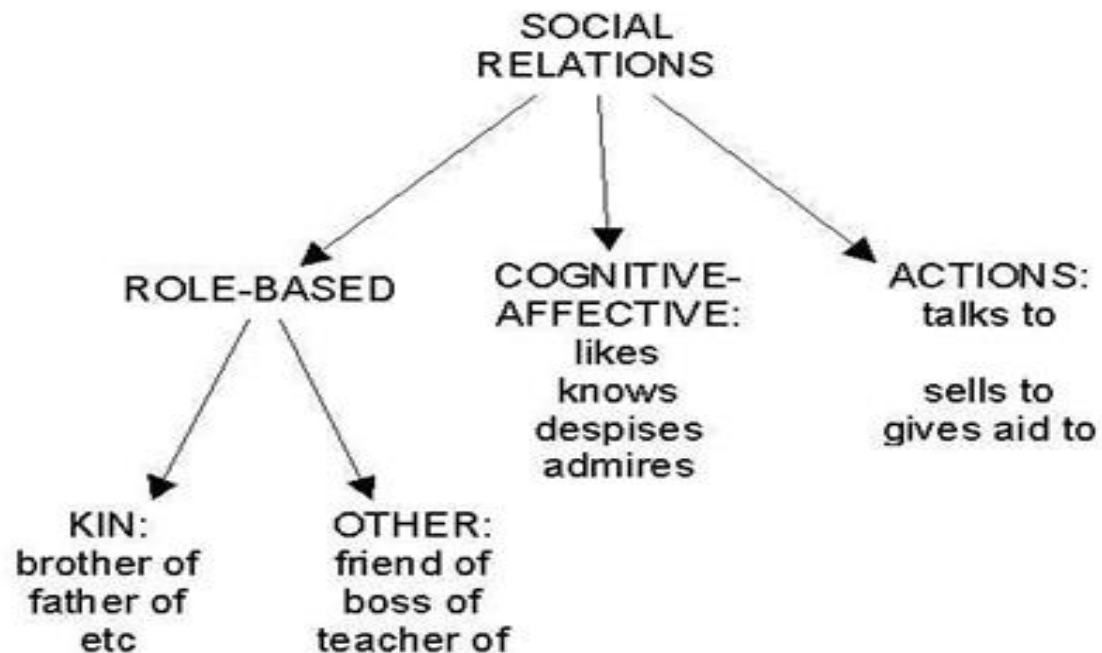 SOCIAL
RELATIONS
ROLE-BASED
COGNITIVE-
AFFECTIVE:
likes
knows
despises
admires
ACTIONS:
talks to
sells to
gives aid to
KIN:
brother of
father of
etc
OTHER:
friend of
boss of
teacher of